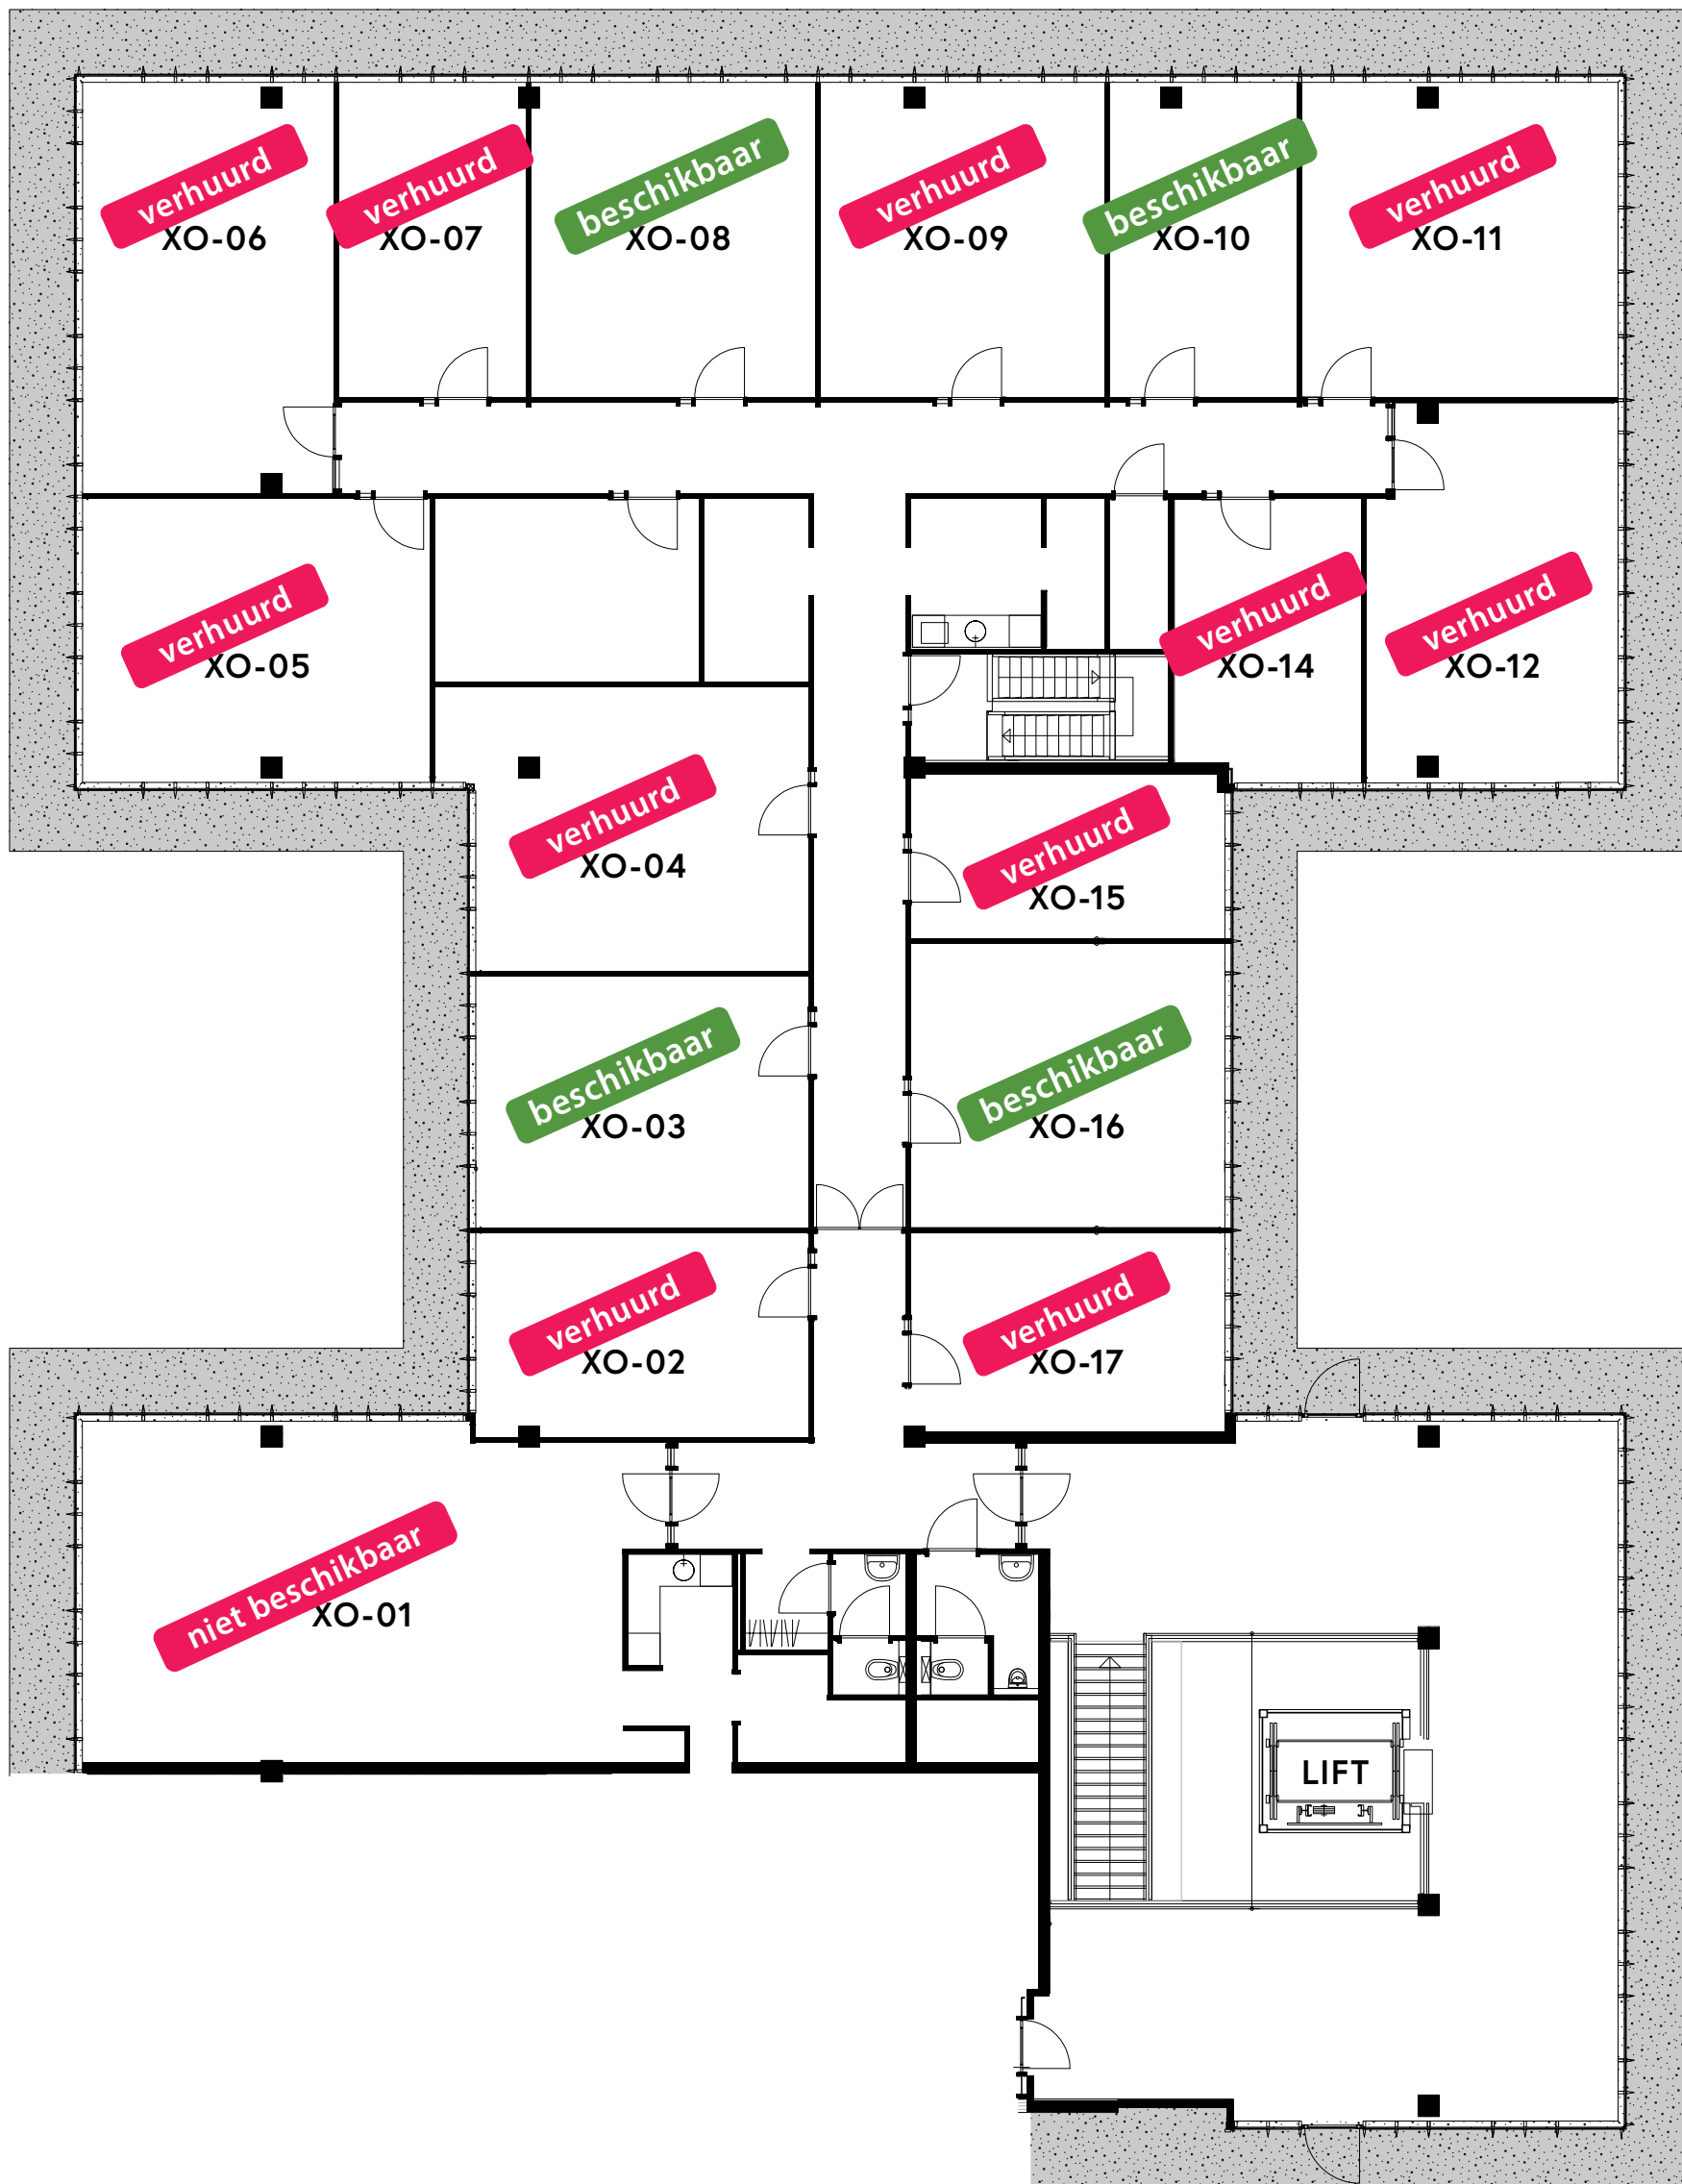 verhuurd
XO-06
verhuurd
XO-07
beschikbaar
XO-08
verhuurd
XO-09
beschikbaar
XO-10
verhuurd
XO-11
verhuurd
XO-05
verhuurd
XO-14
verhuurd
XO-12
verhuurd
XO-04
verhuurd
XO-15
beschikbaar
XO-03
beschikbaar
XO-16
verhuurd
XO-02
verhuurd
XO-17
niet beschikbaar
XO-01
LIFT